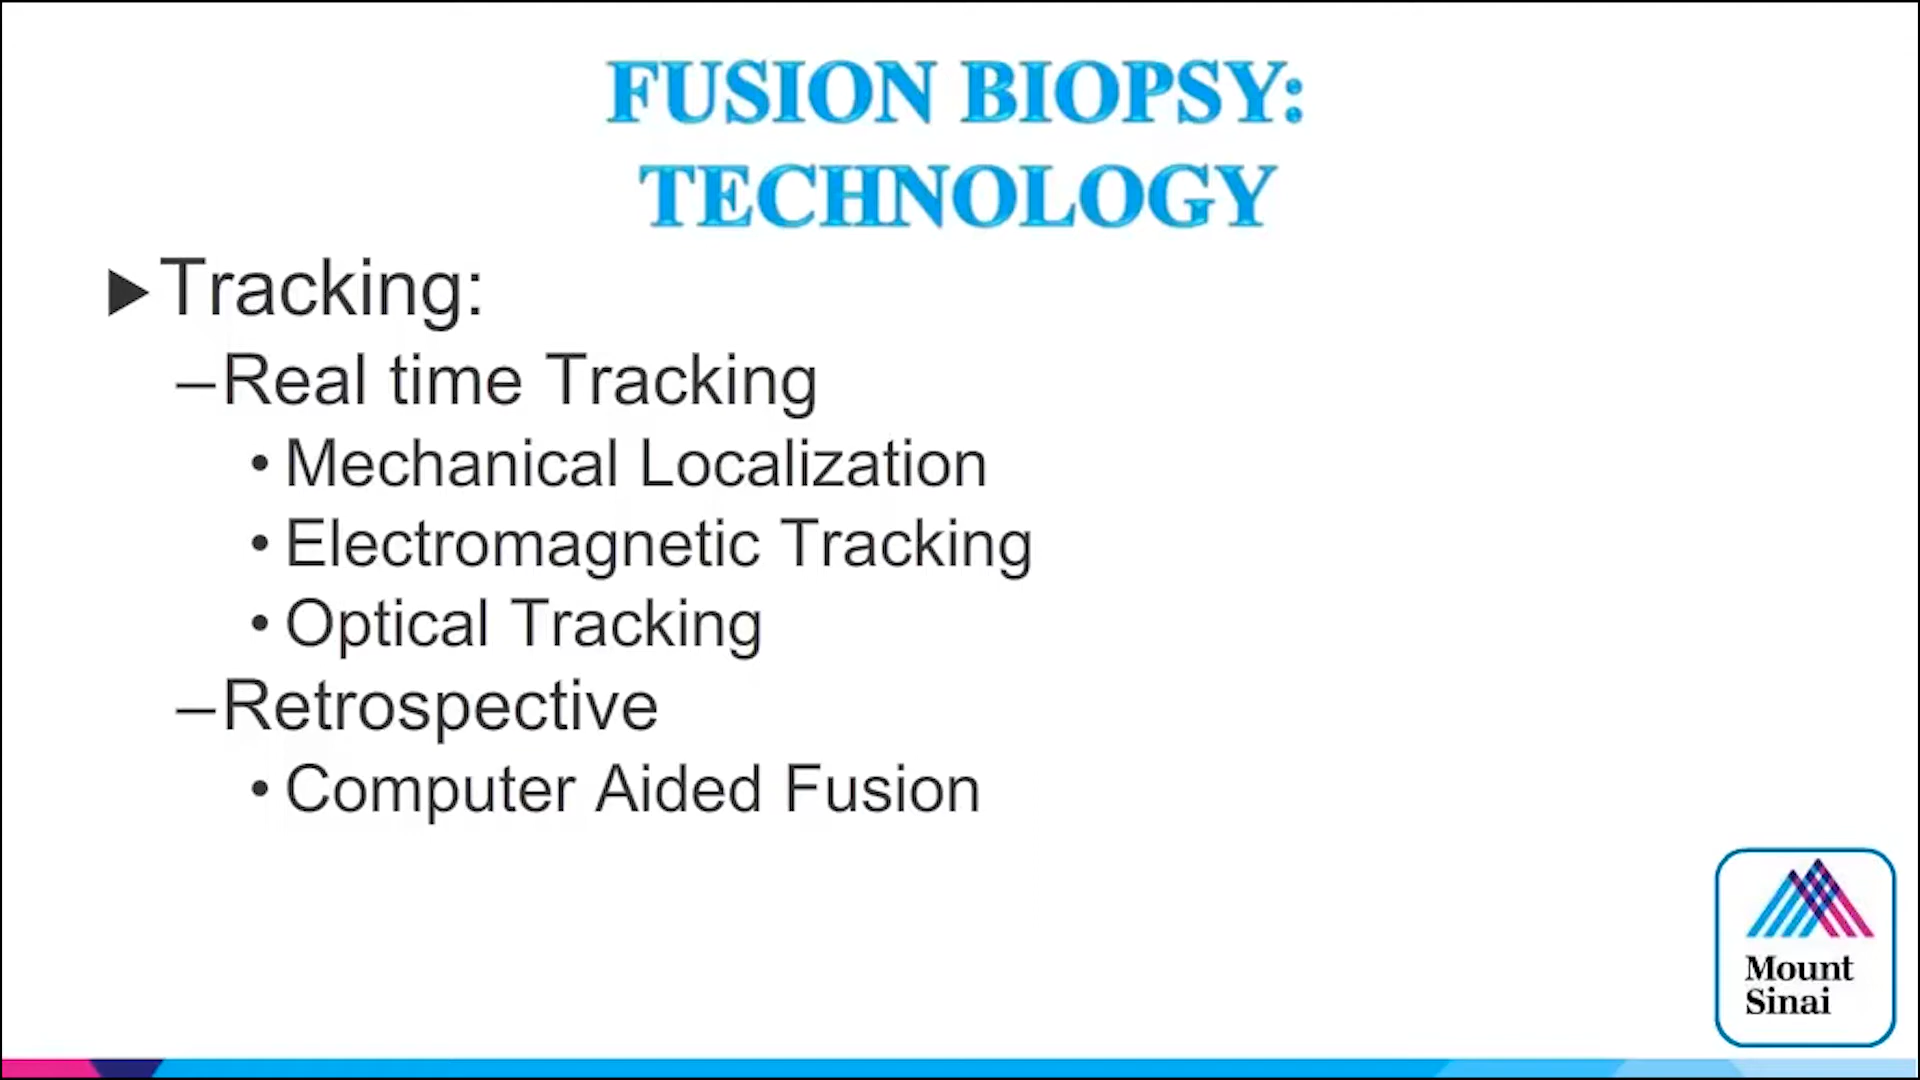 FUSION BIOPSY:
TECHNOLOGY
▶Tracking:
–Real time Tracking
• Mechanical Localization
• Electromagnetic Tracking
• Optical Tracking
–Retrospective
• Computer Aided Fusion
Mount
Sinai